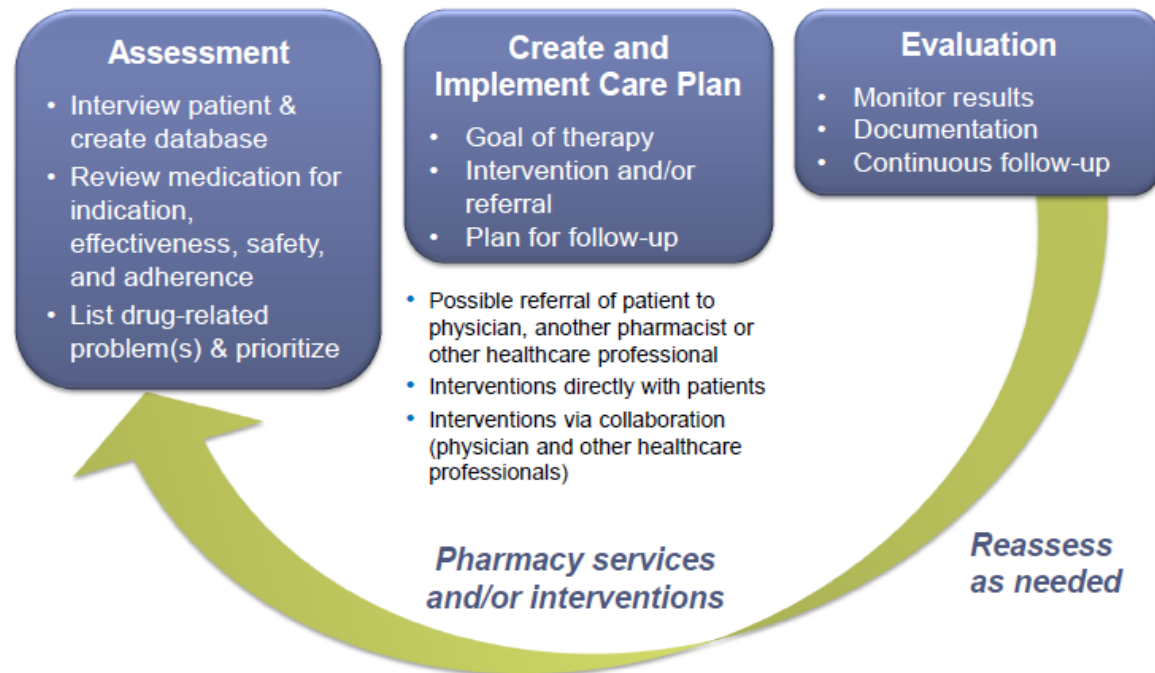 Assessment
• Interview patient &
create database
• Review medication for
indication,
effectiveness, safety,
and adherence
• List drug-related
problem(s) & prioritize
Create and
Implement Care Plan
• Goal of therapy
• Intervention and/or
referral
• Plan for follow-up
• Possible referral of patient to
physician, another pharmacist or
other healthcare professional
• Interventions directly with patients
• Interventions via collaboration
(physician and other healthcare
professionals)
Evaluation
• Monitor results
• Documentation
• Continuous follow-up
Pharmacy services
and/or interventions
Reassess
as needed